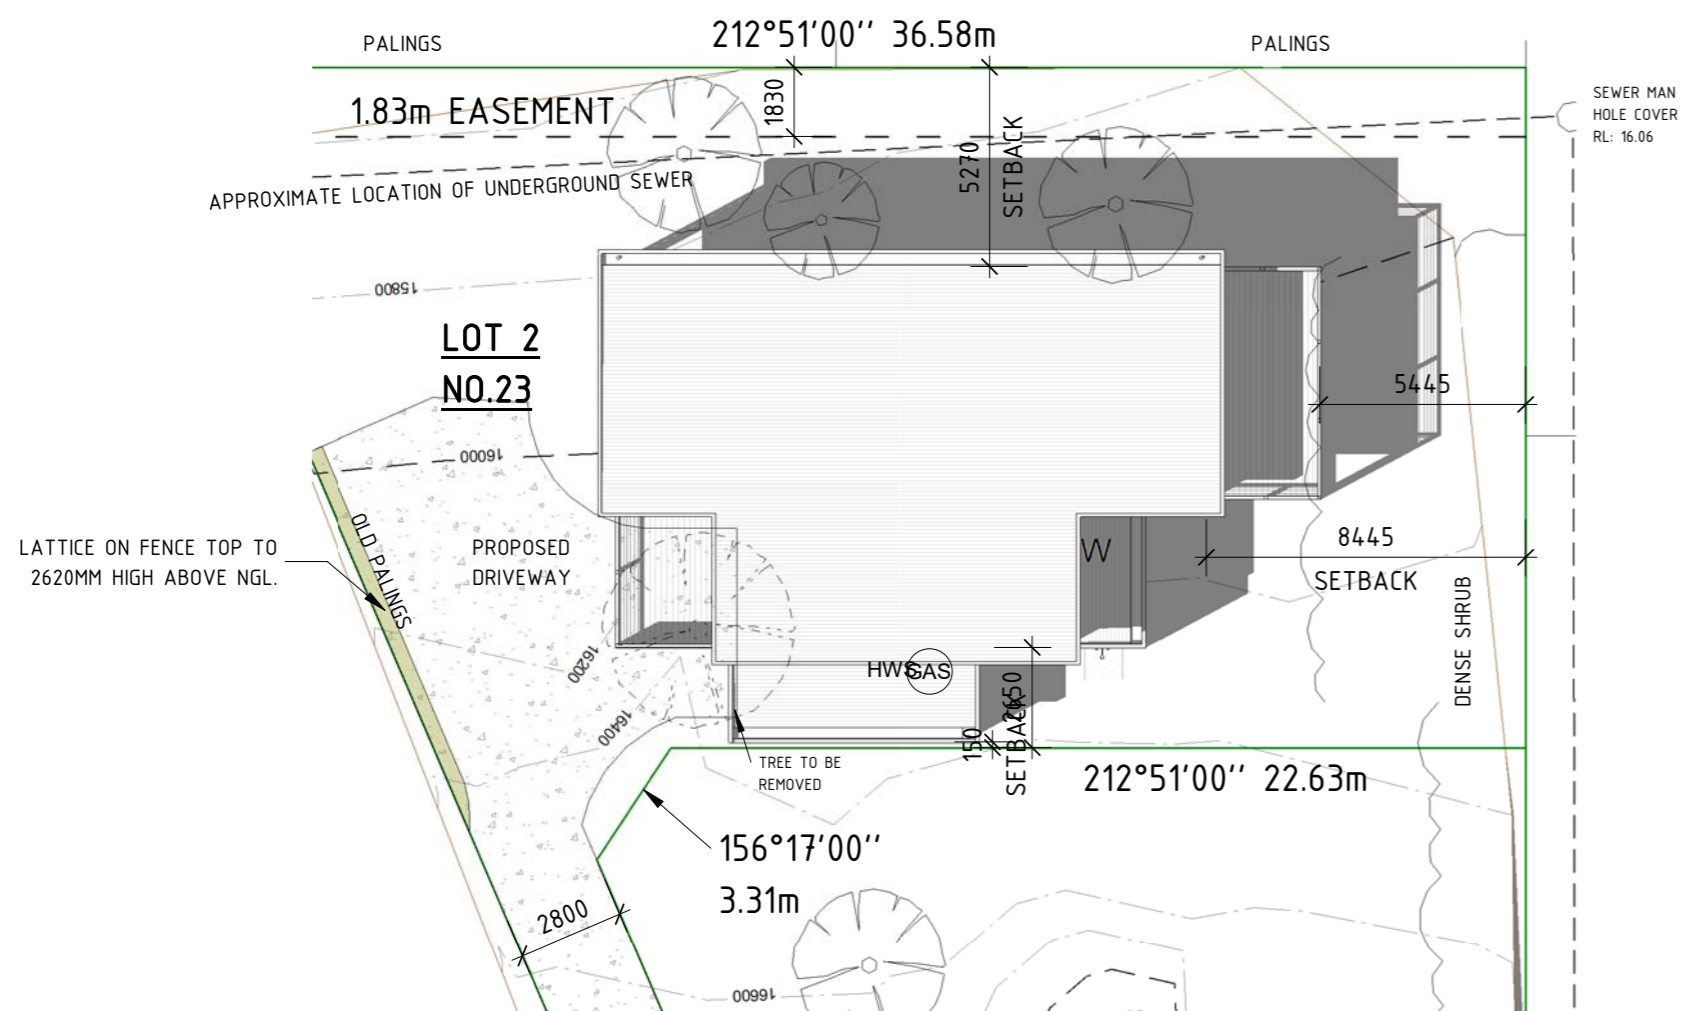 212°51'00'' 36.58m
PALINGS
PALINGS
1.83m EASEMENT
1830
SEWER MAN
HOLE COVER
RL: 16.06
5270
SETBACK
APPROXIMATE LOCATION OF UNDERGROUND SEWER
15800
LOT 2
NO.23
5445
16000
OLD PALINGS
LATTICE ON FENCE TOP TO
2620MM HIGH ABOVE NGL.
PROPOSED
DRIVEWAY
W
8445
SETBACK
DENSE SHRUB
16200
16400
HWS
GAS
2650
SETBACK
150
TREE TO BE
REMOVED
212°51'00'' 22.63m
156°17'00''
3.31m
2800
16600